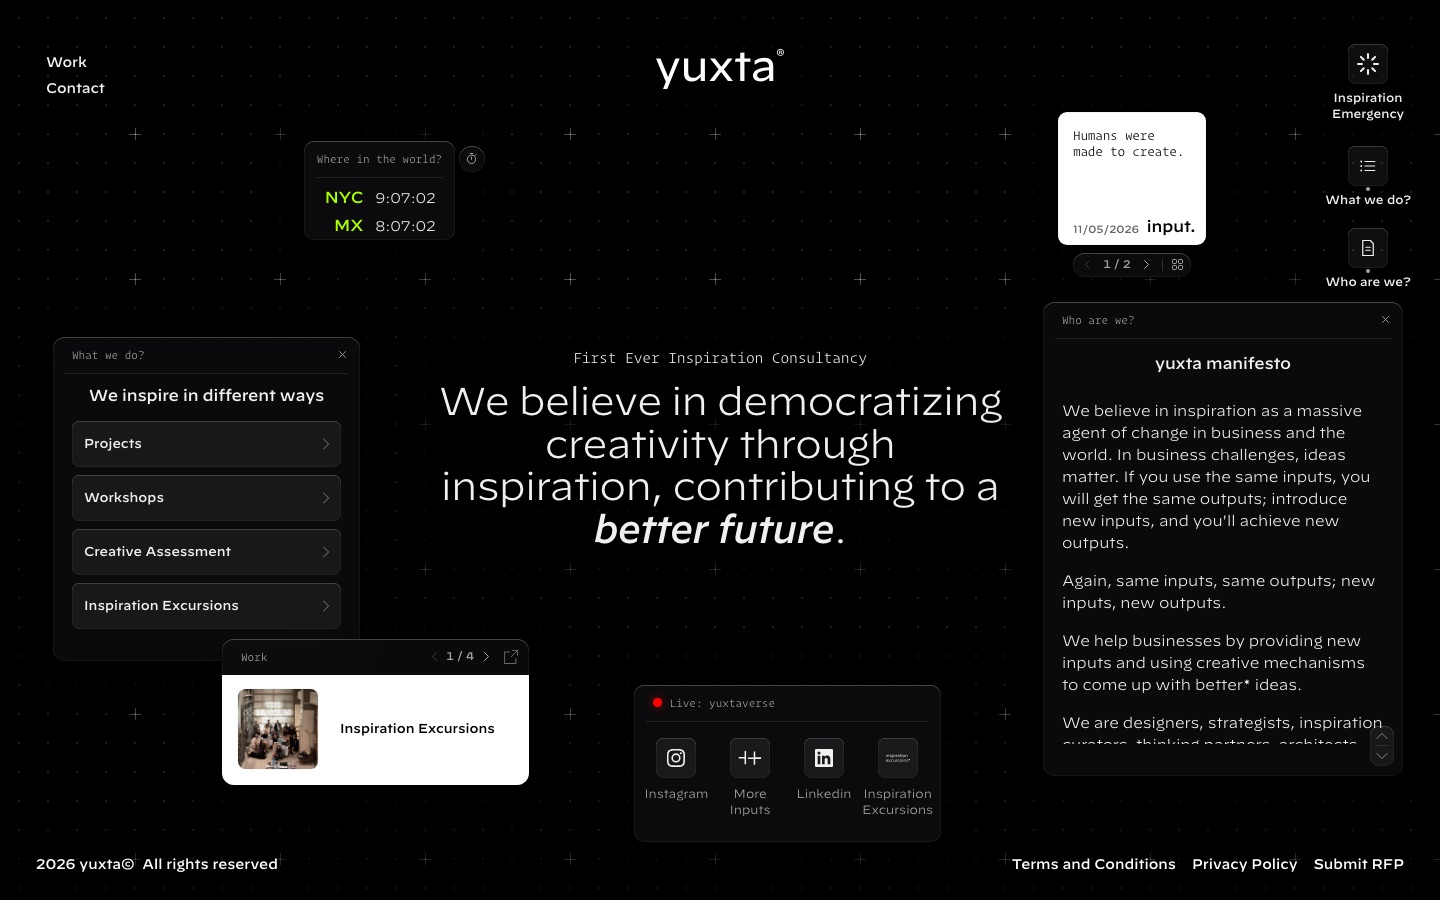 Work
Contact
yuxta®
Inspiration
Emergency
What we do?
Who are we?
Where in the world?
NYC 9:07:02
MX 8:07:02
Humans were
made to create.
11/05/2026 input.
1 / 2
What we do?
We inspire in different ways
Projects
Workshops
Creative Assessment
Inspiration Excursions
First Ever Inspiration Consultancy
We believe in democratizing
creativity through
inspiration, contributing to a
better future.
Who are we?
yuxta manifesto
We believe in inspiration as a massive
agent of change in business and the
world. In business challenges, ideas
matter. If you use the same inputs, you
will get the same outputs; introduce
new inputs, and you'll achieve new
outputs.
Again, same inputs, same outputs; new
inputs, new outputs.
We help businesses by providing new
inputs and using creative mechanisms
to come up with better* ideas.
We are designers, strategists, inspiration
curators, thinking partners, architects
Work 1 / 4
Inspiration Excursions
Live: yuxtaverse
Instagram
More
Inputs
Linkedin
Inspiration
Excursions
2026 yuxta© All rights reserved
Terms and Conditions Privacy Policy Submit RFP